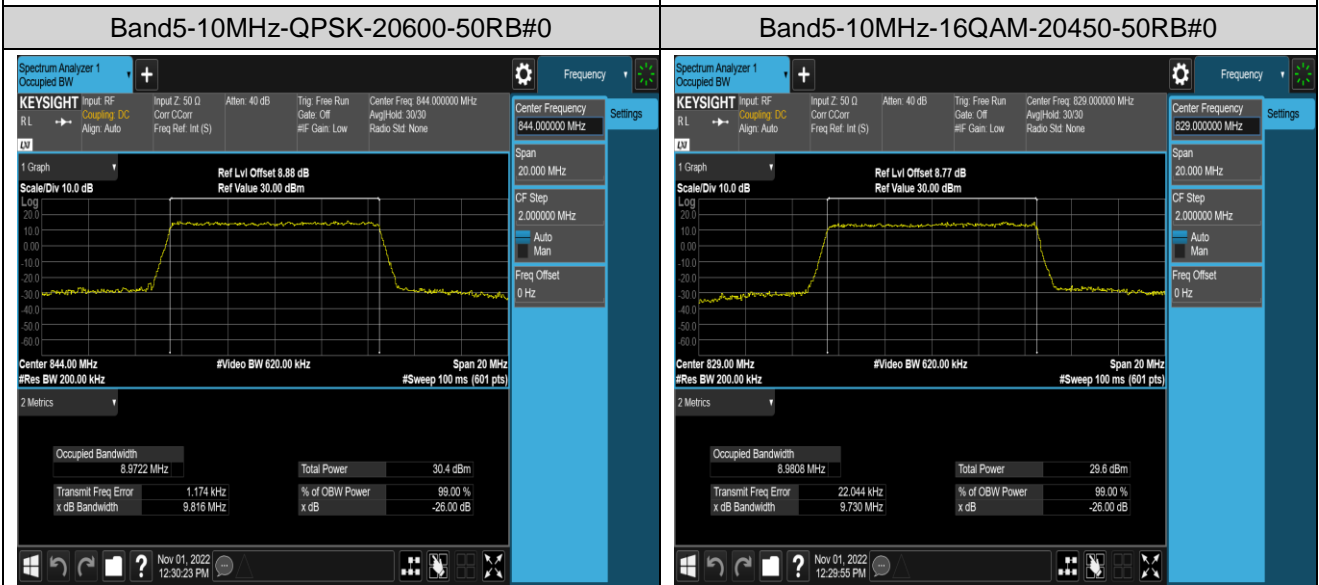 Band5-10MHz-QPSK-20600-50RB#0
Spectrum Analyzer 1
Occupied BW
+
Frequency
KEYSIGHT
RL
LXI
Input: RF
Coupling: DC
Align: Auto
Input Z: 50 Ω
Corr CCorr
Freq Ref: Int (S)
Atten: 40 dB
Trig: Free Run
Gate: Off
#IF Gain: Low
Center Freq: 844.000000 MHz
Avg|Hold: 30/30
Radio Std: None
Center Frequency
844.000000 MHz
Settings
Span
20.000 MHz
CF Step
2.000000 MHz
Auto
Man
Freq Offset
0 Hz
1 Graph
Scale/Div 10.0 dB
Ref Lvl Offset 8.88 dB
Ref Value 30.00 dBm
Log
20.0
10.0
0.00
-10.0
-20.0
-30.0
-40.0
-50.0
-60.0
Center 844.00 MHz
#Video BW 620.00 kHz
Span 20 MHz
#Res BW 200.00 kHz
#Sweep 100 ms (601 pts)
2 Metrics
Occupied Bandwidth
8.9722 MHz
Total Power 30.4 dBm
Transmit Freq Error 1.174 kHz
% of OBW Power 99.00 %
x dB Bandwidth 9.816 MHz
x dB -26.00 dB
?
Nov 01, 2022
12:30:23 PM
Band5-10MHz-16QAM-20450-50RB#0
Spectrum Analyzer 1
Occupied BW
+
Frequency
KEYSIGHT
RL
LXI
Input: RF
Coupling: DC
Align: Auto
Input Z: 50 Ω
Corr CCorr
Freq Ref: Int (S)
Atten: 40 dB
Trig: Free Run
Gate: Off
#IF Gain: Low
Center Freq: 829.000000 MHz
Avg|Hold: 30/30
Radio Std: None
Center Frequency
829.000000 MHz
Settings
Span
20.000 MHz
CF Step
2.000000 MHz
Auto
Man
Freq Offset
0 Hz
1 Graph
Scale/Div 10.0 dB
Ref Lvl Offset 8.77 dB
Ref Value 30.00 dBm
Log
20.0
10.0
0.00
-10.0
-20.0
-30.0
-40.0
-50.0
-60.0
Center 829.00 MHz
#Video BW 620.00 kHz
Span 20 MHz
#Res BW 200.00 kHz
#Sweep 100 ms (601 pts)
2 Metrics
Occupied Bandwidth
8.9808 MHz
Total Power 29.6 dBm
Transmit Freq Error 22.044 kHz
% of OBW Power 99.00 %
x dB Bandwidth 9.730 MHz
x dB -26.00 dB
?
Nov 01, 2022
12:29:55 PM